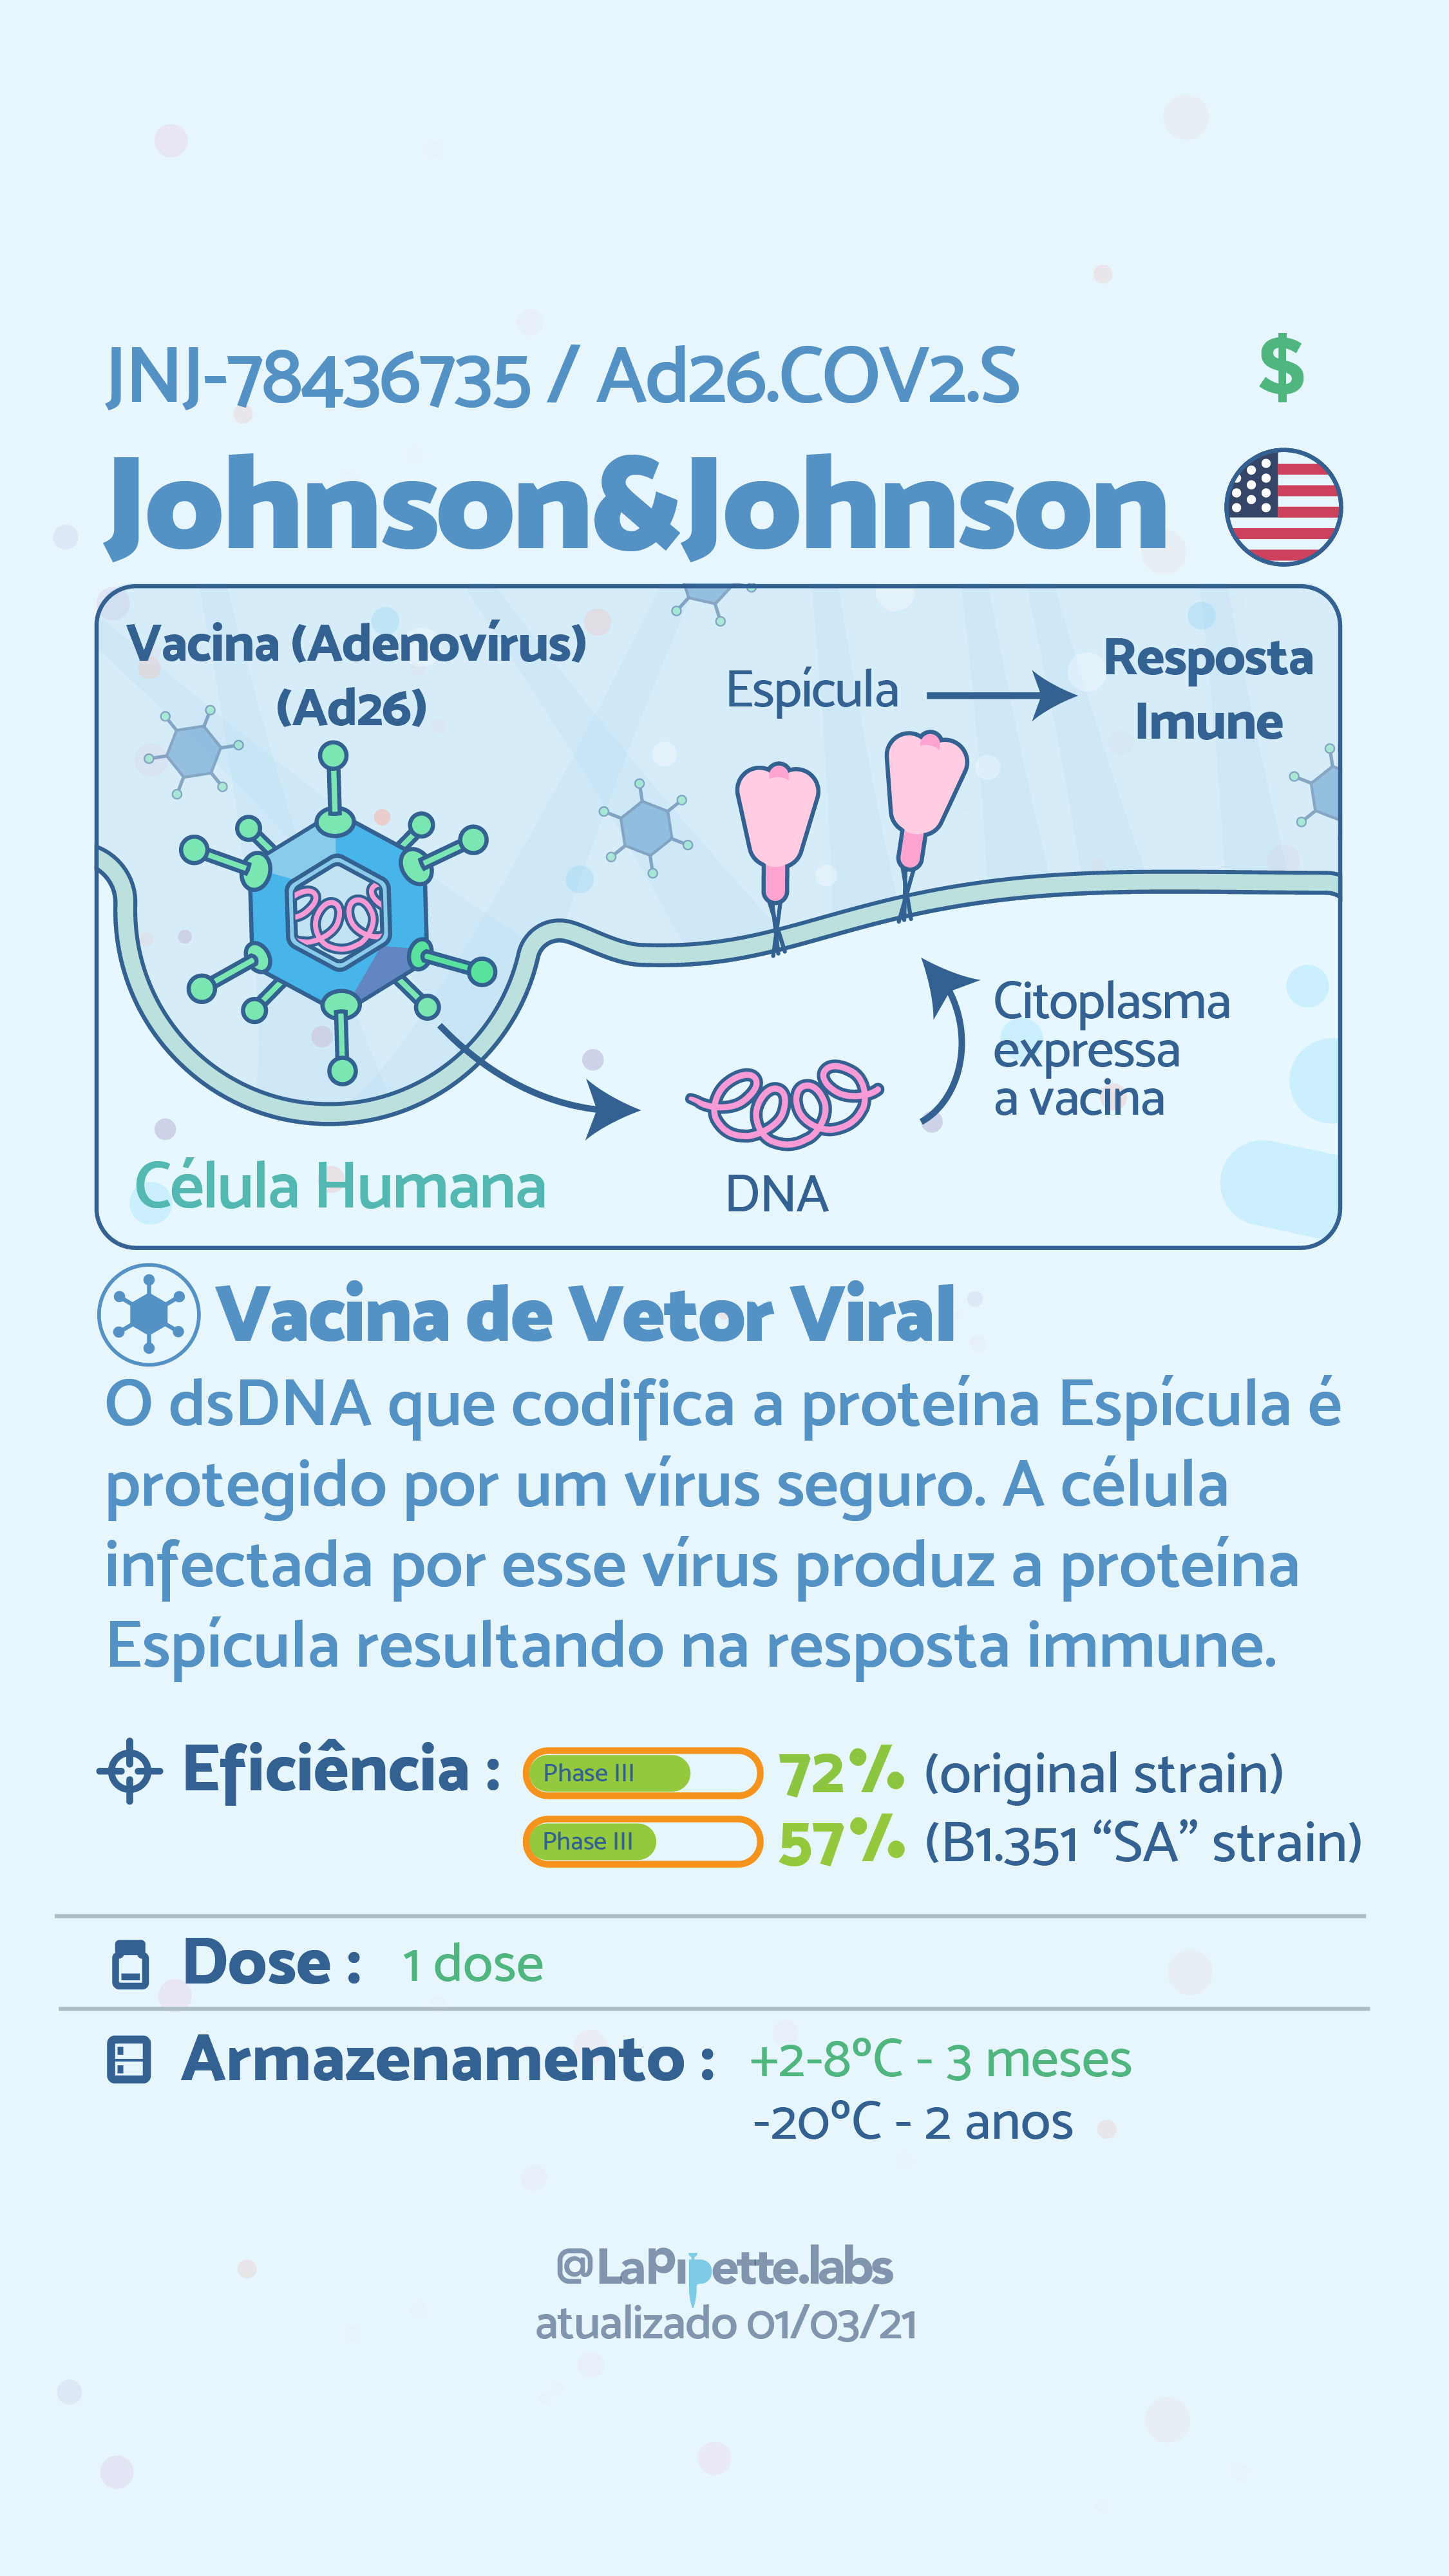 JNJ-78436735 / Ad26.COV2.S
$
Johnson&Johnson
Vacina (Adenovírus)
(Ad26)
Espícula
Resposta
Imune
Citoplasma
expressa
a vacina
Célula Humana
DNA
Vacina de Vetor Viral
O dsDNA que codifica a proteína Espícula é
protegido por um vírus seguro. A célula
infectada por esse vírus produz a proteína
Espícula resultando na resposta immune.
Eficiência : Phase III 72% (original strain)
Phase III 57% (B1.351 “SA” strain)
Dose : 1 dose
Armazenamento : +2-8ºC - 3 meses
-20ºC - 2 anos
@LaPipette.labs
atualizado 01/03/21